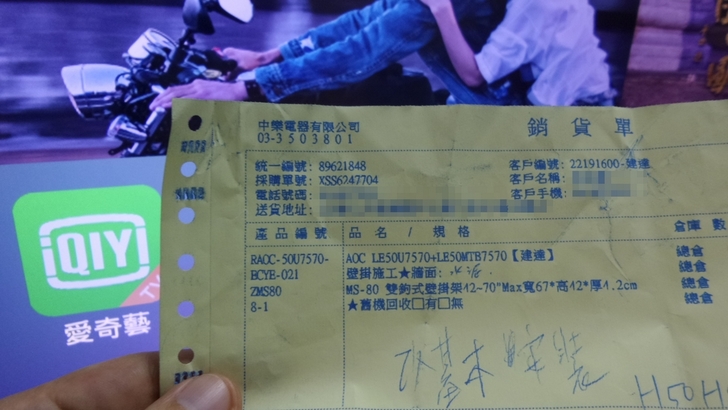 中樂電器有限公司
03-3503801
銷貨單
統一編號: 89621848
客戶編號: 22191600-建達
採購單號: XSS6247704
客戶名稱:
電話號碼:
客戶手機:
送貨地址:
產品編號
品名/規格
倉庫 數
RAOC-50U7570-
AOC LE50U7570+LE50MTB7570【建達】
總倉
ECYE-021
壁掛施工★牆面: 水泥
總倉
ZMS80
MS-80 雙鉤式壁掛架42~70"Max寬67*高42*厚4.2cm
總倉
8-1
★舊機回收□有□無
總倉
基本安裝
H50H
iQIYI
TV
愛奇藝